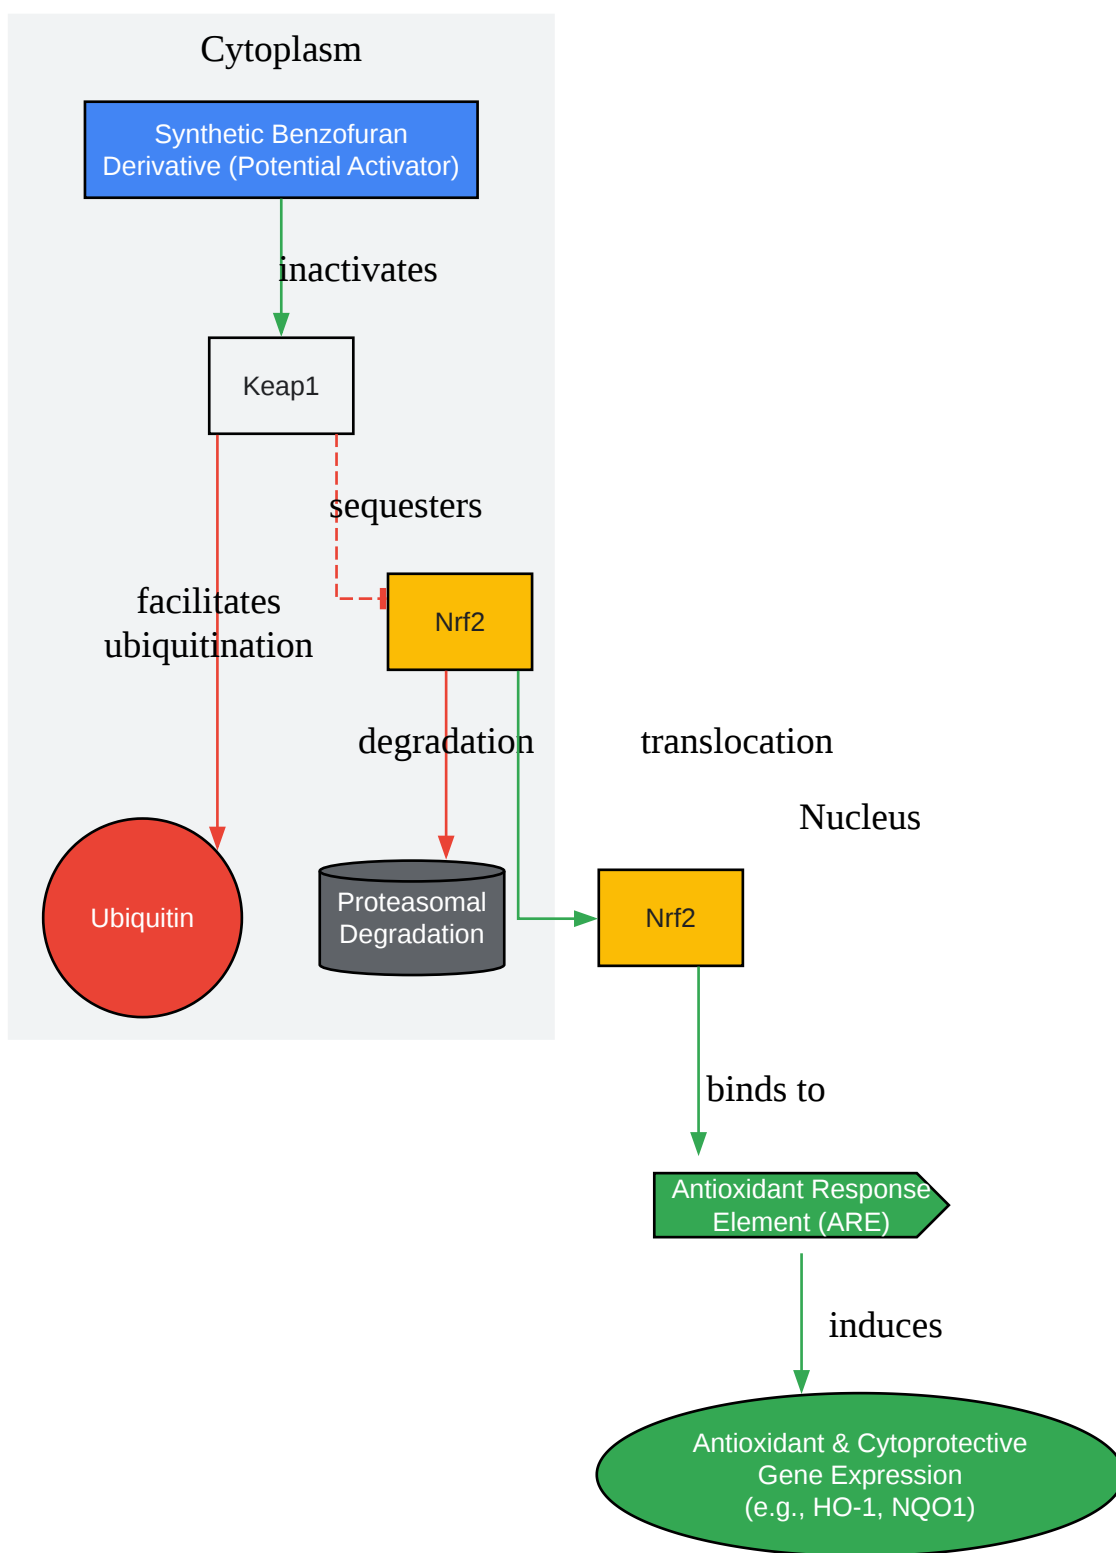 Cytoplasm
Synthetic Benzofuran
Derivative (Potential Activator)
inactivates
Keap1
sequesters
facilitates
ubiquitination
Nrf2
degradation
translocation
Nucleus
Ubiquitin
Proteasomal
Degradation
Nrf2
binds to
Antioxidant Response
Element (ARE)
induces
Antioxidant & Cytoprotective
Gene Expression
(e.g., HO-1, NQO1)